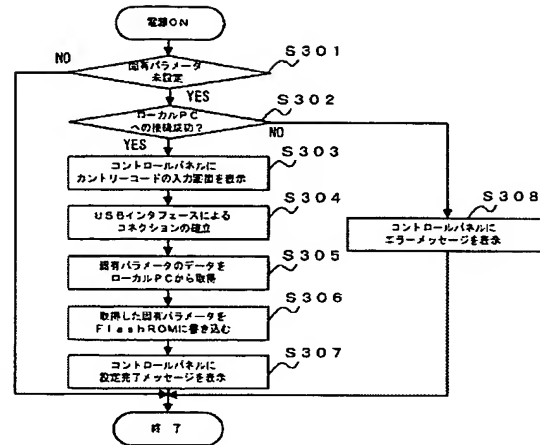 電源ON
S301
NO
固有パラメータ
未設定
YES
S302
ローカルPC
への接続成功?
NO
YES
S303
コントロールパネルに
カントリーコードの入力画面を表示
S304
USBインタフェースによる
コネクションの確立
S308
コントロールパネルに
エラーメッセージを表示
S305
固有パラメータのデータを
ローカルPCから取得
S306
取得した固有パラメータを
FlashROMに書き込む
S307
コントロールパネルに
設定完了メッセージを表示
終了